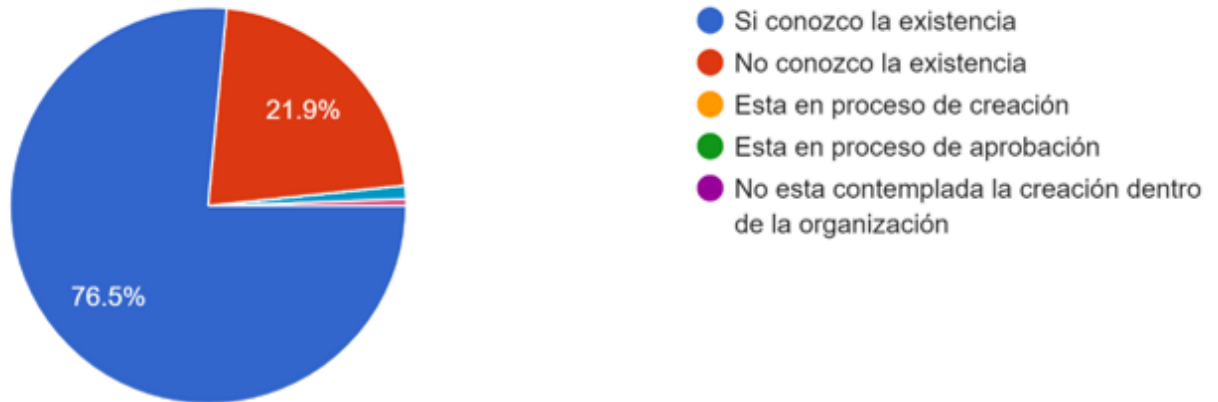 Si conozco la existencia
No conozco la existencia
Esta en proceso de creación
Esta en proceso de aprobación
No esta contemplada la creación dentro
de la organización
21.9%
76.5%